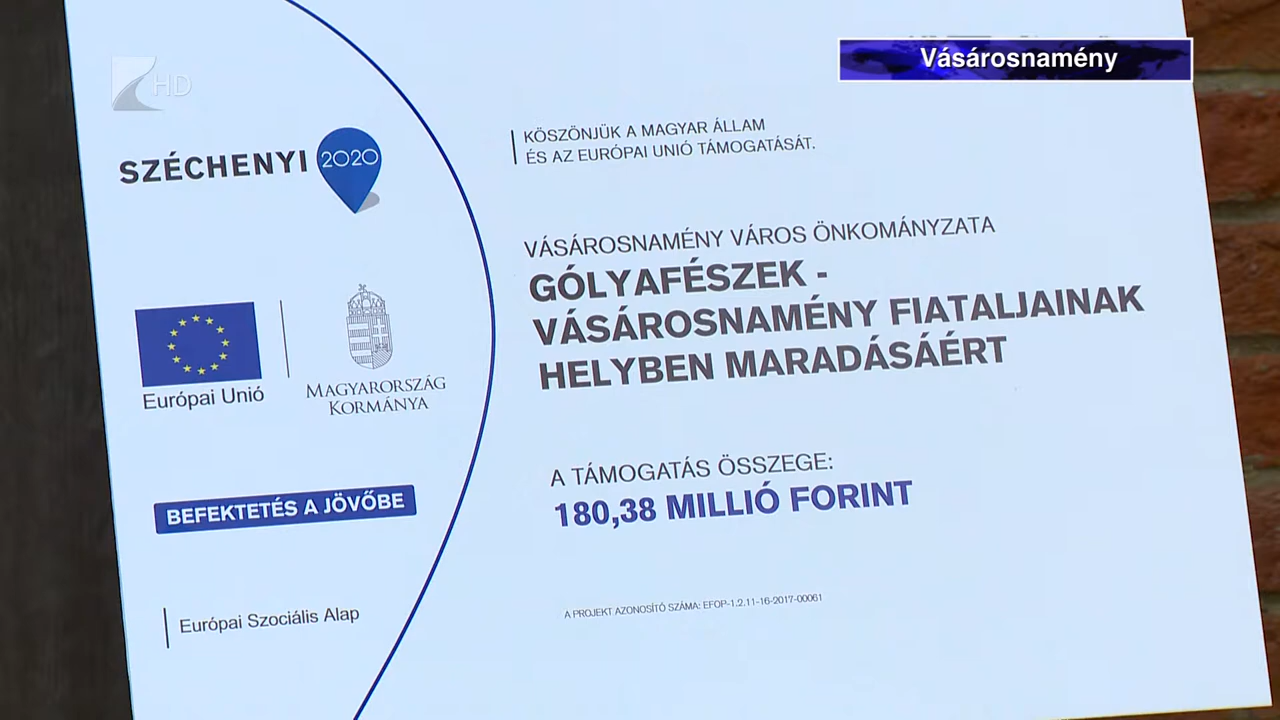 Vásárosnamény
HD
SZÉCHENYI 2020
KÖSZÖNJÜK A MAGYAR ÁLLAM
ÉS AZ EURÓPAI UNIÓ TÁMOGATÁSÁT.
VÁSÁROSNAMÉNY VÁROS ÖNKOMÁNYZATA
GÓLYAFÉSZEK -
VÁSÁROSNAMÉNY FIATALJAINAK
HELYBEN MARADÁSÁÉRT
Európai Unió
MAGYARORSZÁG
KORMÁNYA
A TÁMOGATÁS ÖSSZEGE:
180,38 MILLIÓ FORINT
BEFEKTETÉS A JÖVŐBE
Európai Szociális Alap
A PROJEKT AZONOSÍTÓ SZÁMA: EFOP-1.2.11-16-2017-00061